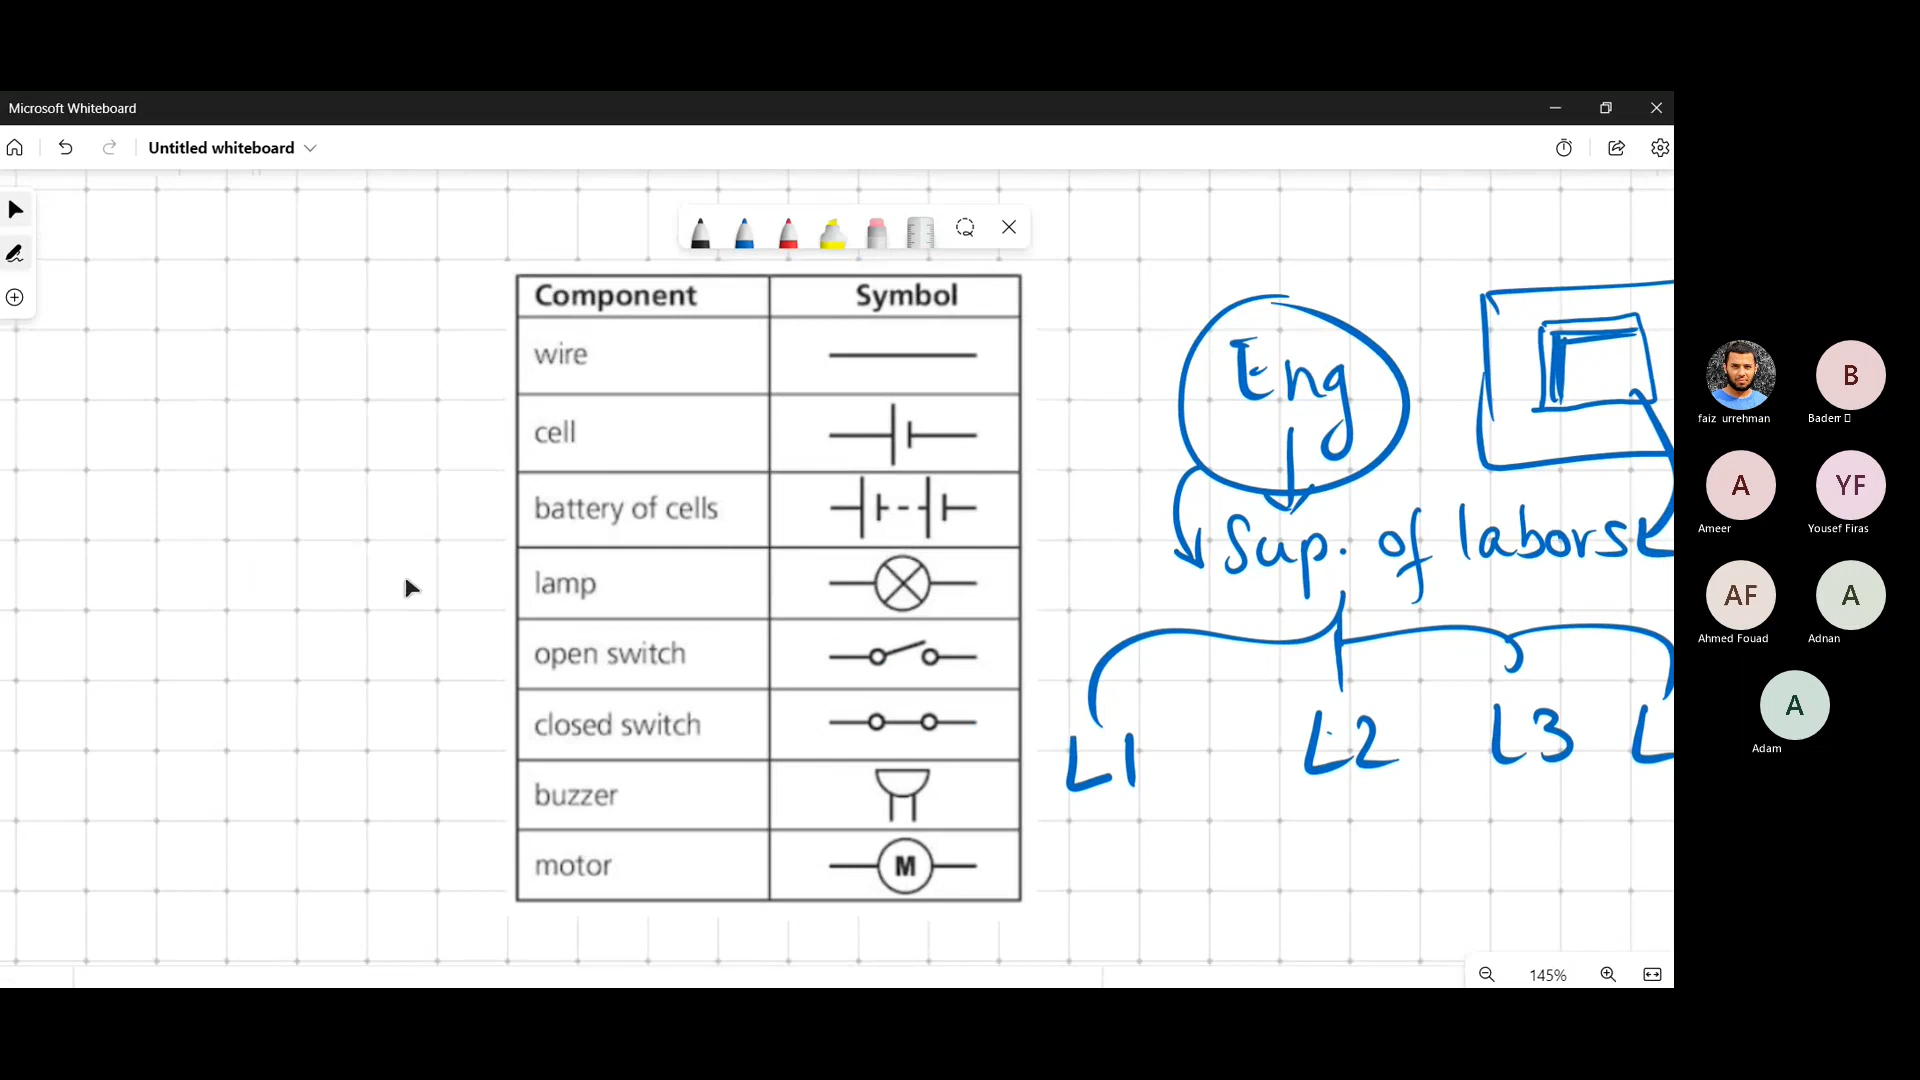 Microsoft Whiteboard
Untitled whiteboard
Component Symbol
wire
cell
battery of cells
lamp
open switch
closed switch
buzzer
motor M
Eng
Sup. of labors
L1 L2 L3 L
145%
faiz urrehman
B
Baderr
A
Ameer
YF
Yousef Firas
AF
Ahmed Fouad
A
Adnan
A
Adam